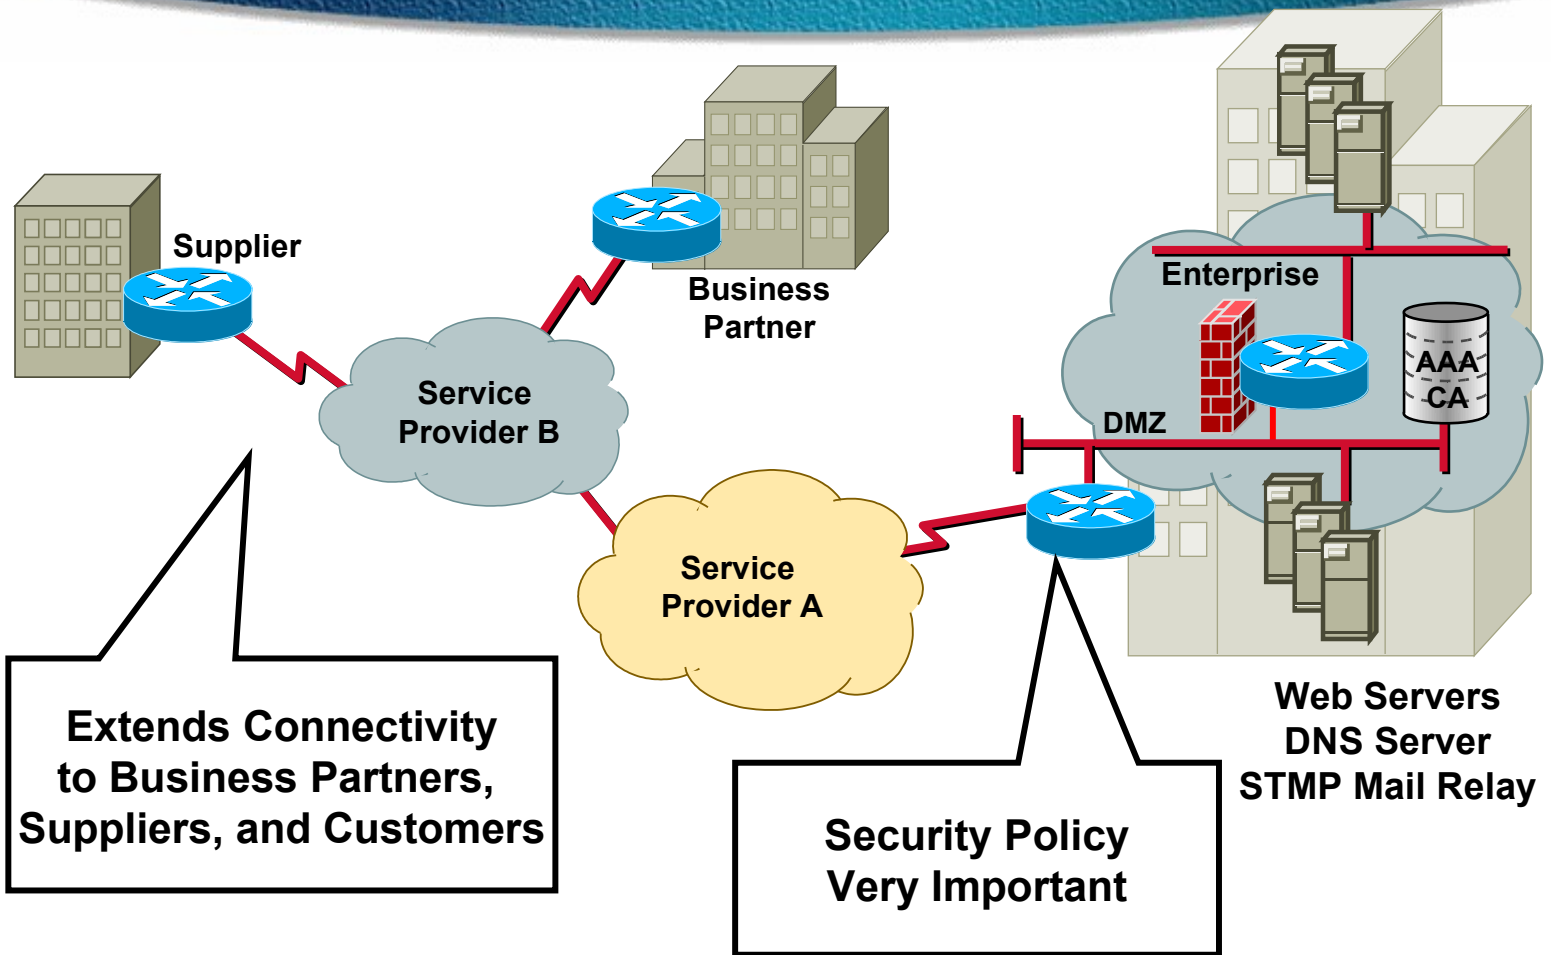 Supplier
Business
Partner
Enterprise
AAA
CA
DMZ
Service
Provider B
Service
Provider A
Extends Connectivity
to Business Partners,
Suppliers, and Customers
Security Policy
Very Important
Web Servers
DNS Server
STMP Mail Relay